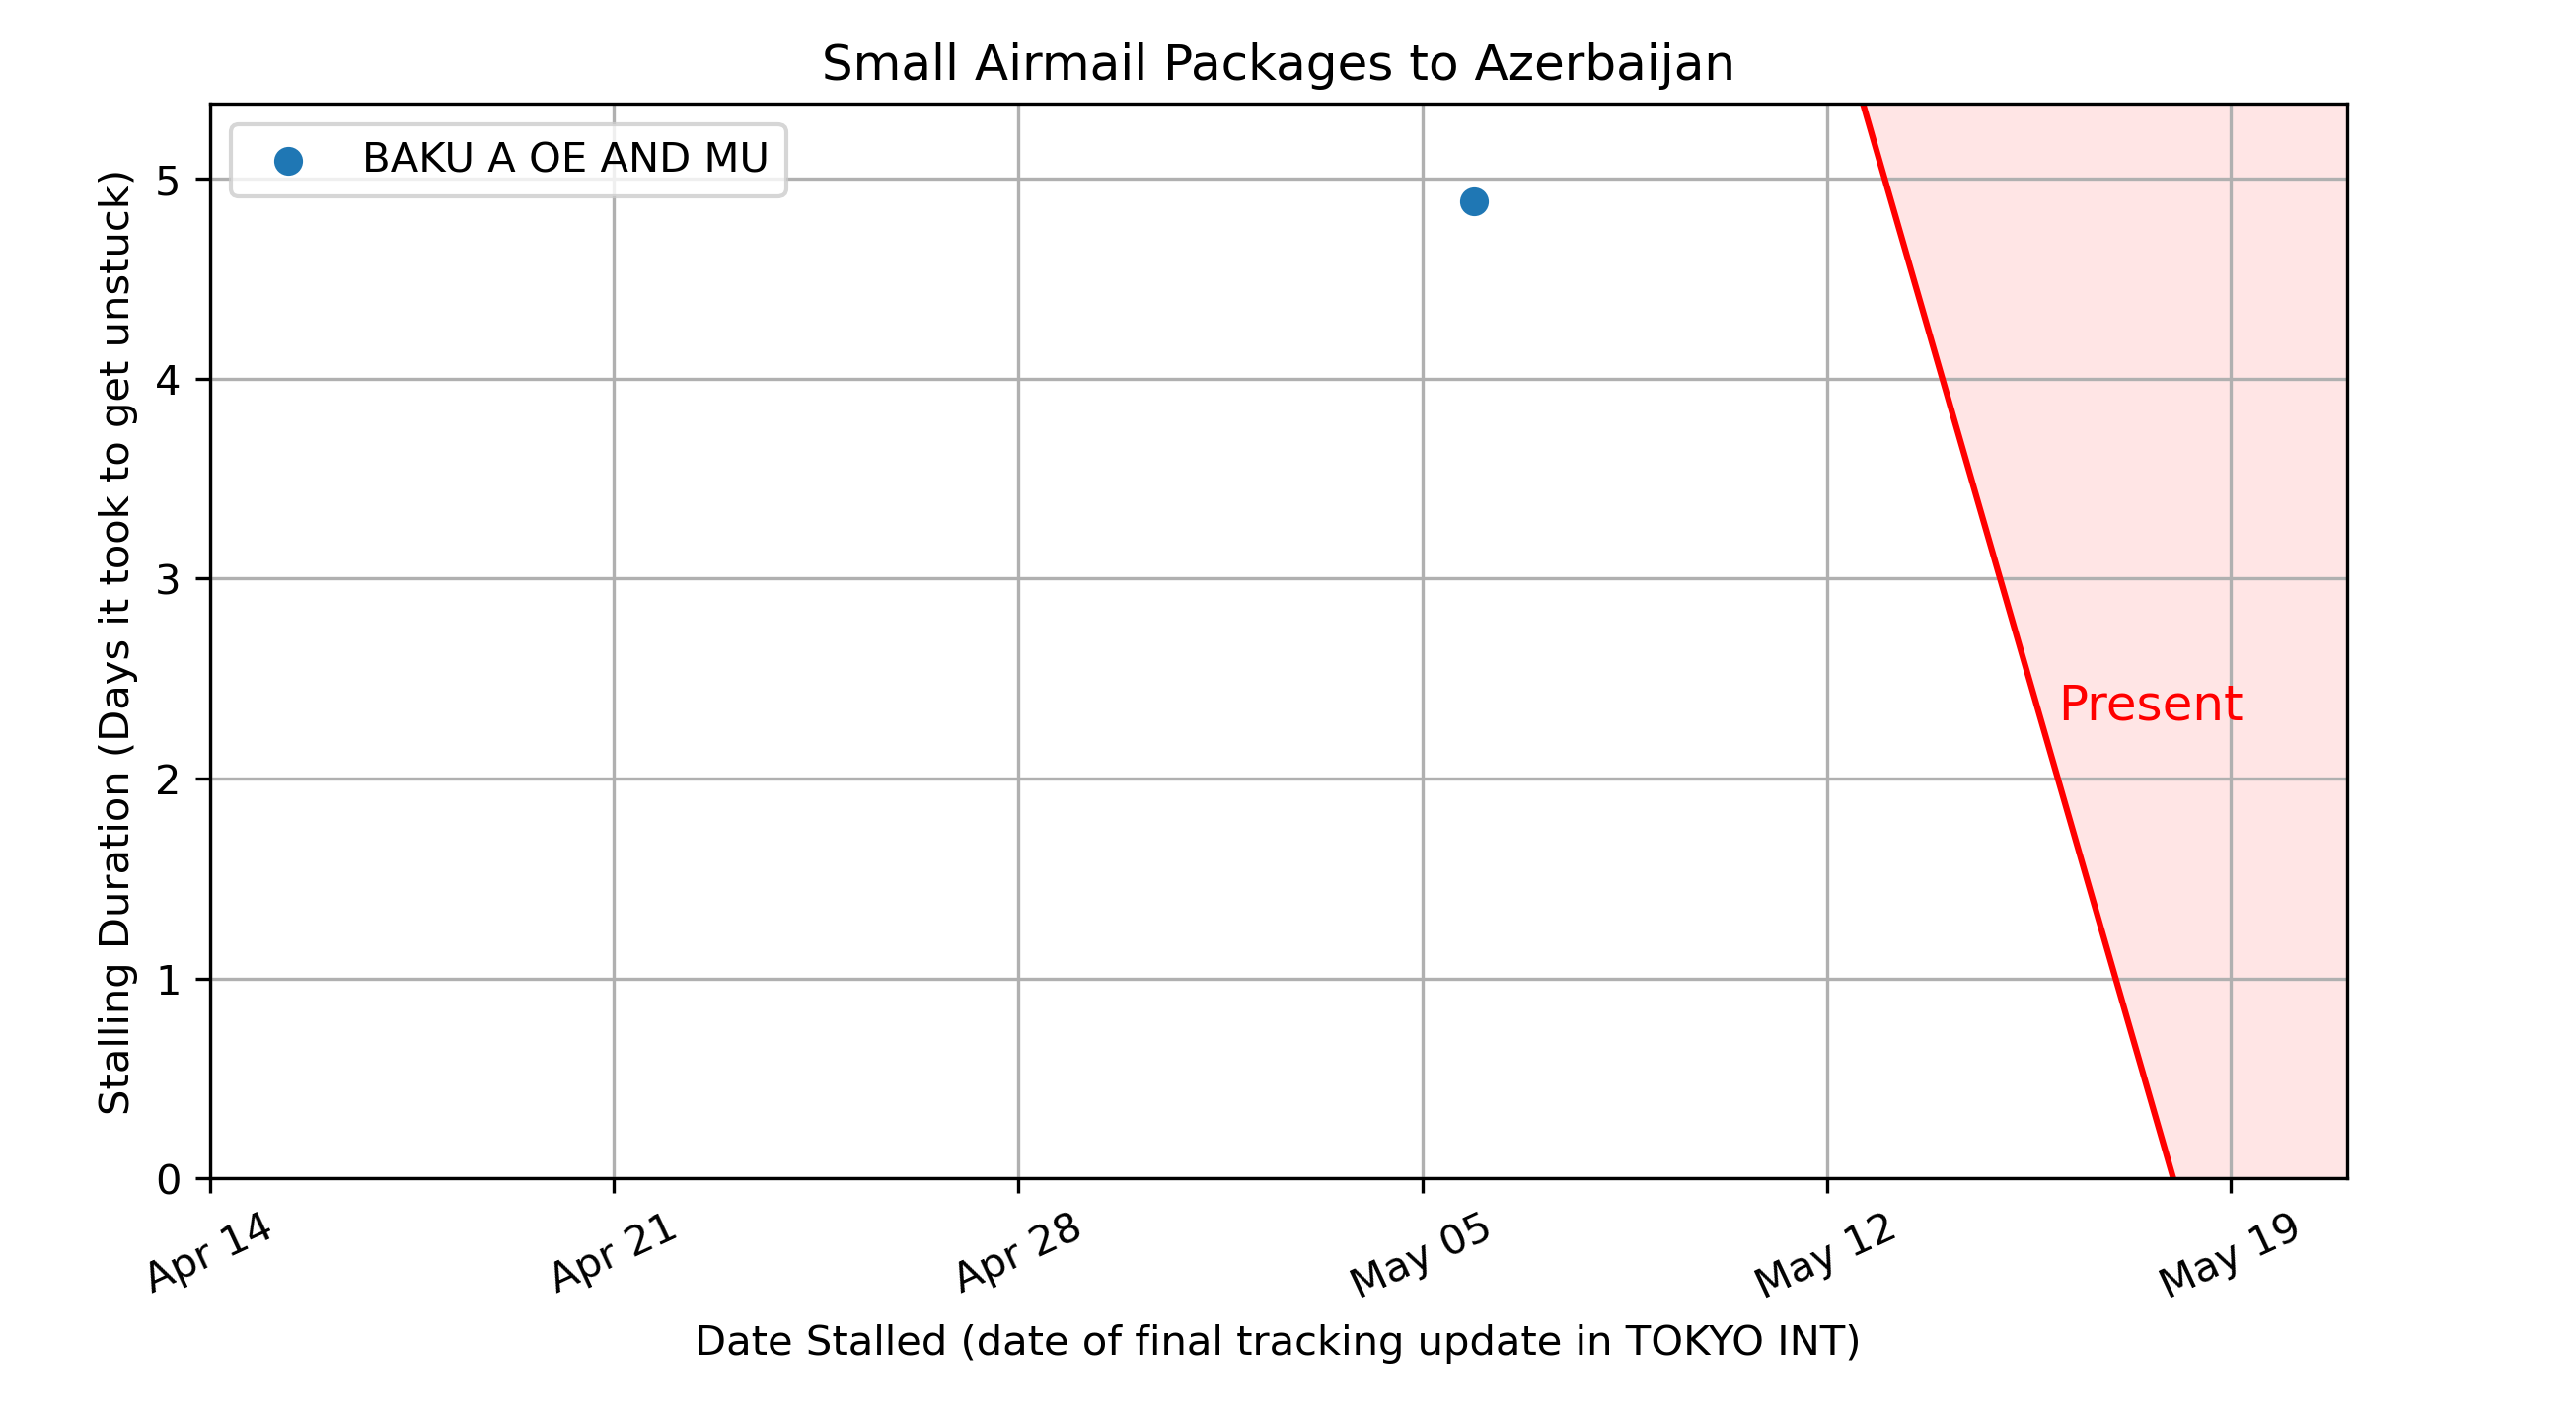 Small Airmail Packages to Azerbaijan
BAKU A OE AND MU
Stalling Duration (Days it took to get unstuck)
5
4
3
2
1
0
Present
Apr 14
Apr 21
Apr 28
May 05
May 12
May 19
Date Stalled (date of final tracking update in TOKYO INT)